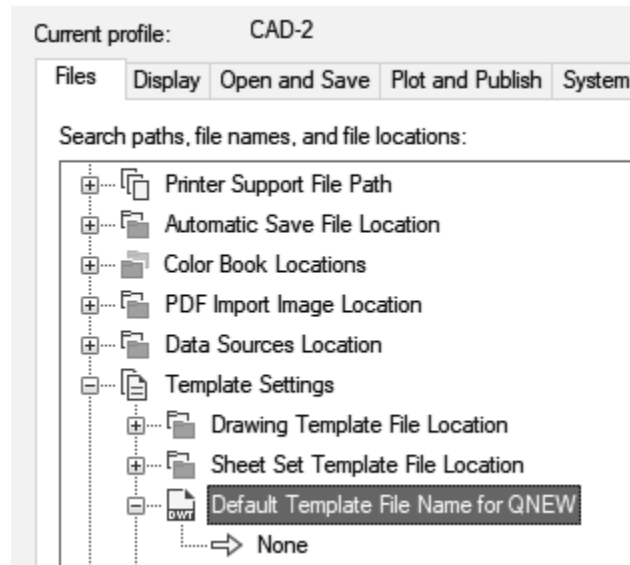 Current profile: CAD-2
Files Display Open and Save Plot and Publish System
Search paths, file names, and file locations:
Printer Support File Path
Automatic Save File Location
Color Book Locations
PDF Import Image Location
Data Sources Location
Template Settings
Drawing Template File Location
Sheet Set Template File Location
DWT Default Template File Name for QNEW
None